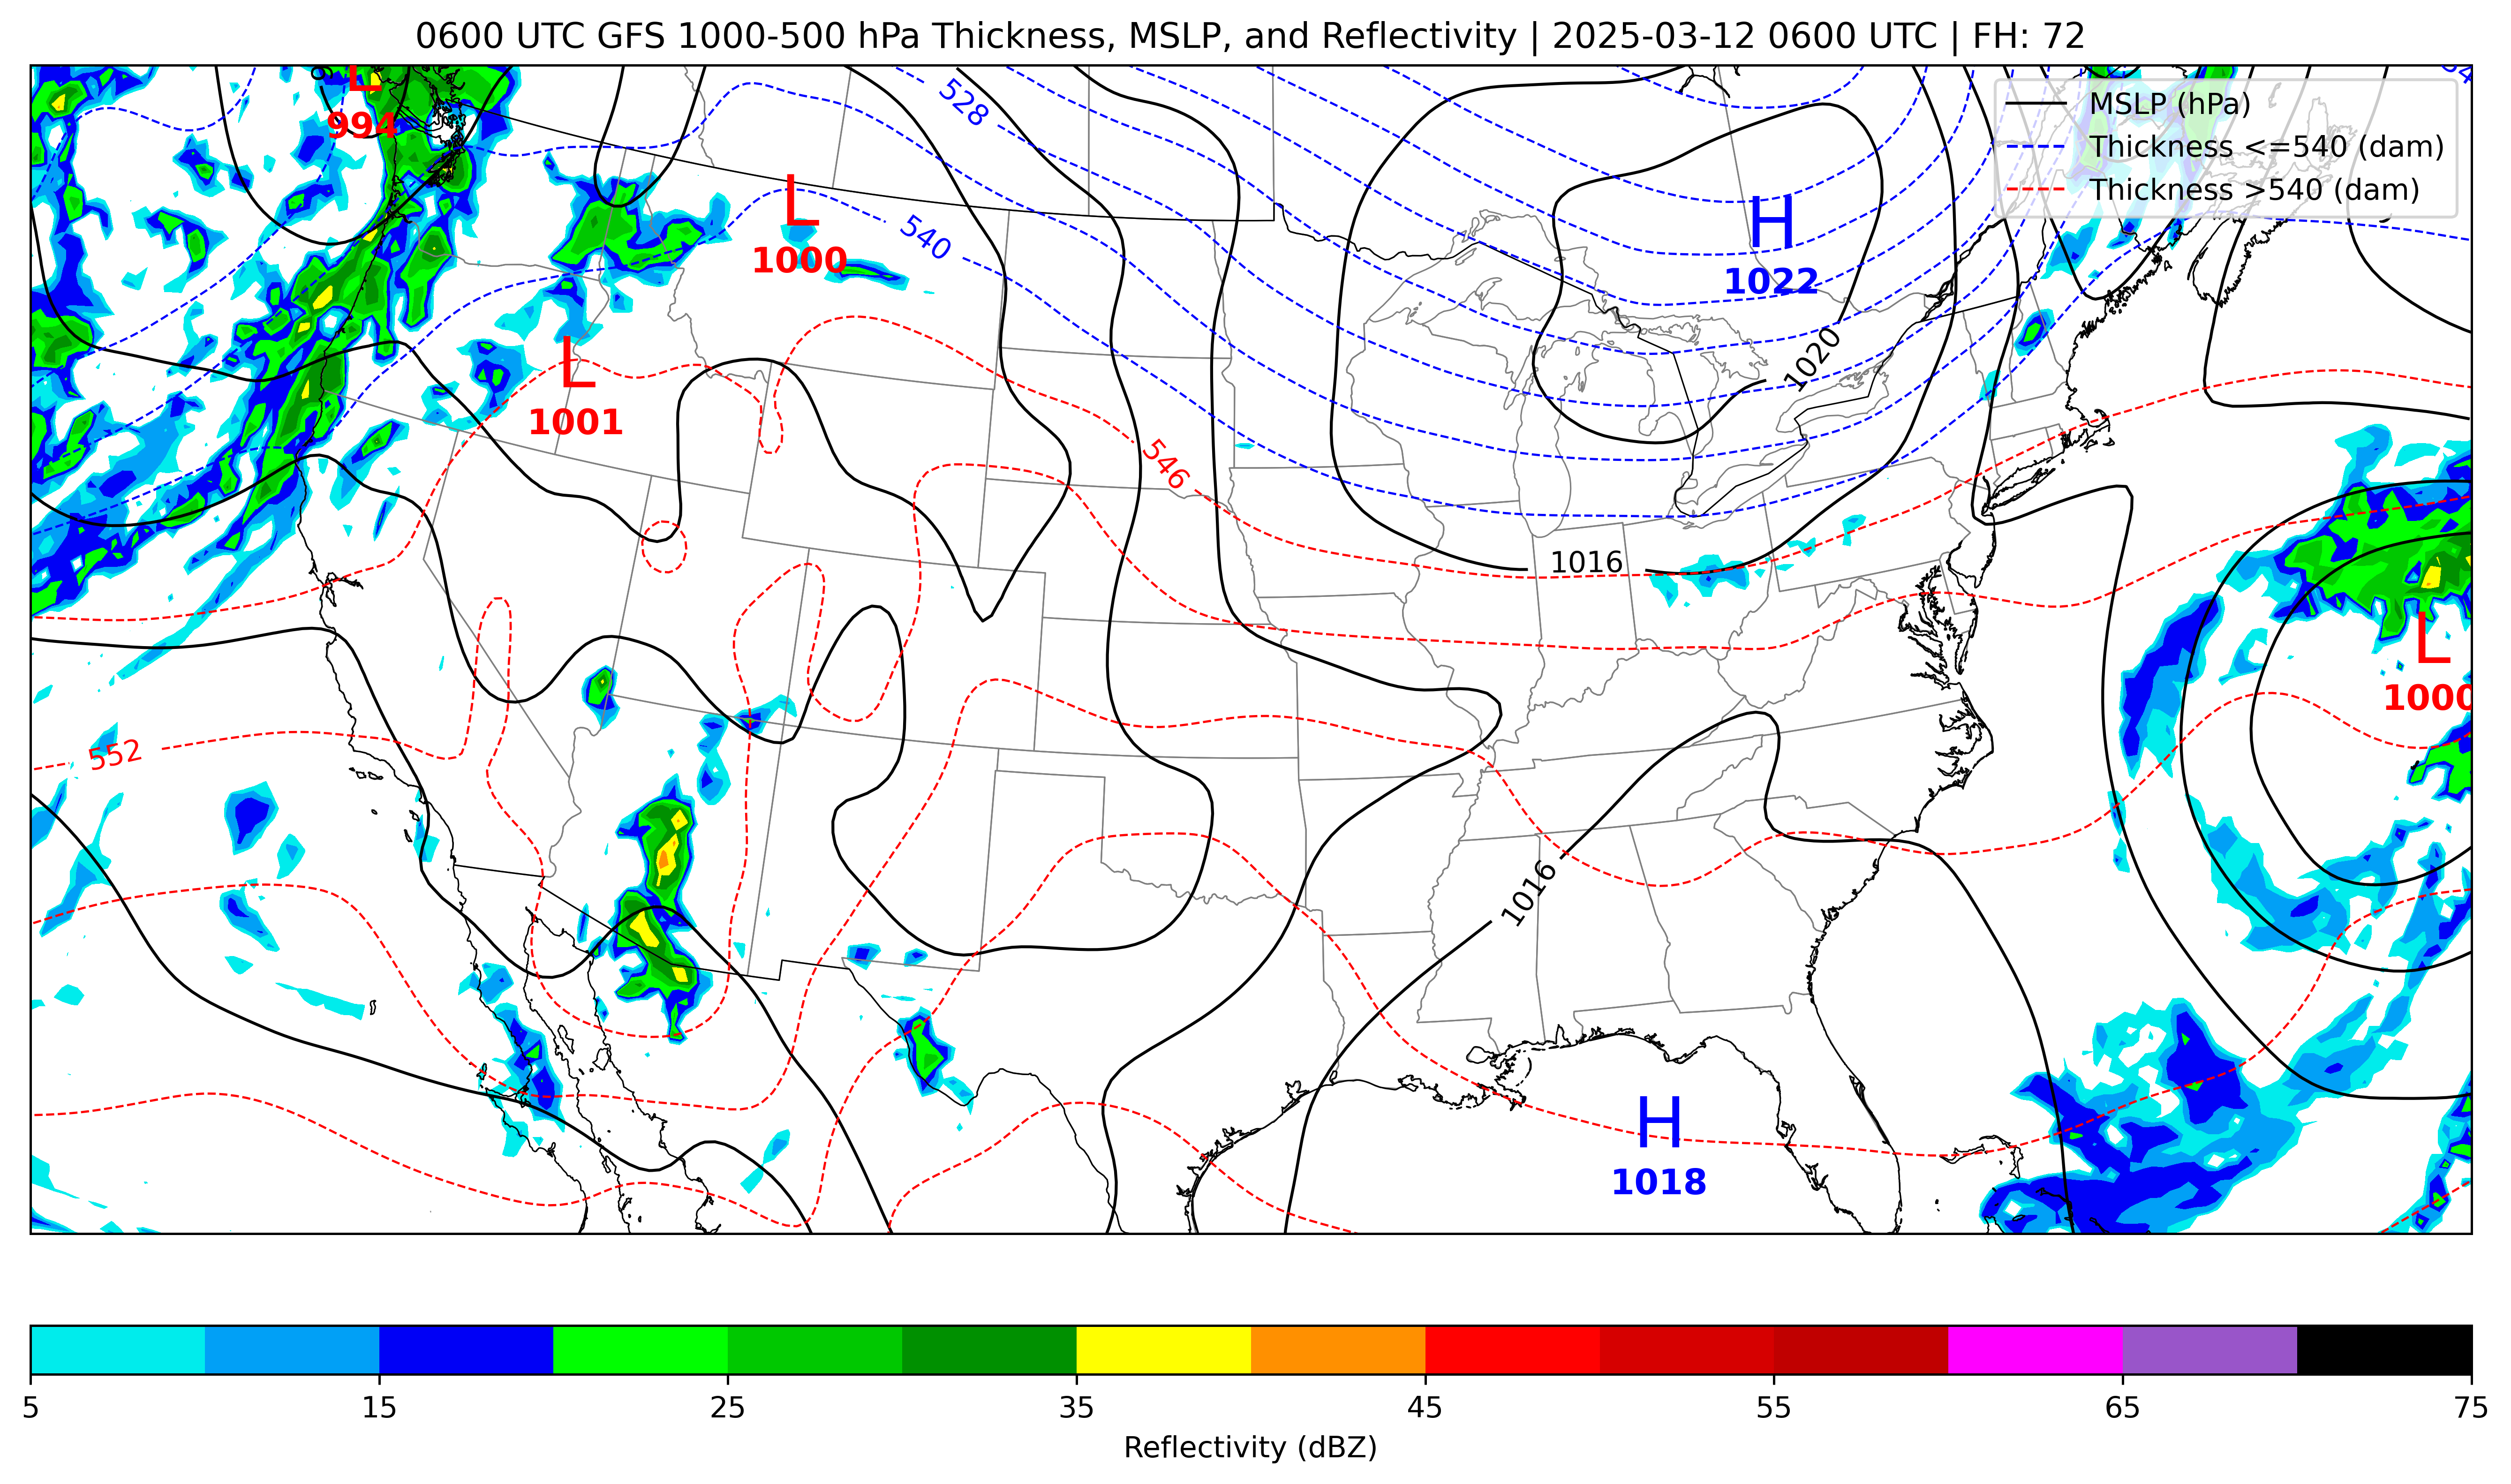 0600 UTC GFS 1000-500 hPa Thickness, MSLP, and Reflectivity | 2025-03-12 0600 UTC | FH: 72
MSLP (hPa)
Thickness <=540 (dam)
Thickness >540 (dam)
L
994
528
L
1000
540
H
1022
L
1001
1020
546
1016
L
1000
552
1016
H
1018
5 15 25 35 45 55 65 75
Reflectivity (dBZ)